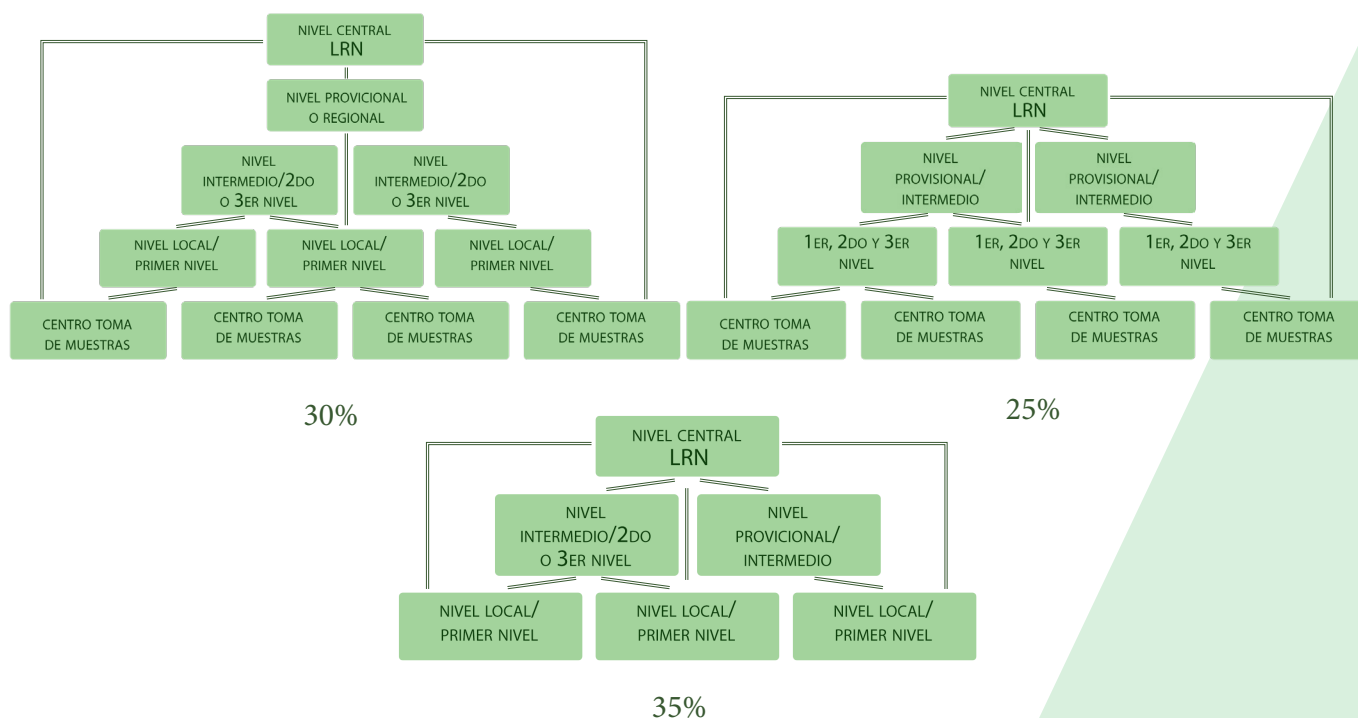 NIVEL CENTRAL
LRN
NIVEL PROVICIONAL
O REGIONAL
NIVEL
INTERMEDIO/2DO
O 3ER NIVEL
NIVEL
INTERMEDIO/2DO
O 3ER NIVEL
NIVEL LOCAL/
PRIMER NIVEL
NIVEL LOCAL/
PRIMER NIVEL
NIVEL LOCAL/
PRIMER NIVEL
CENTRO TOMA
DE MUESTRAS
CENTRO TOMA
DE MUESTRAS
CENTRO TOMA
DE MUESTRAS
CENTRO TOMA
DE MUESTRAS
30%
NIVEL CENTRAL
LRN
NIVEL
PROVISIONAL/
INTERMEDIO
NIVEL
PROVISIONAL/
INTERMEDIO
1ER, 2DO Y 3ER
NIVEL
1ER, 2DO Y 3ER
NIVEL
1ER, 2DO Y 3ER
NIVEL
CENTRO TOMA
DE MUESTRAS
CENTRO TOMA
DE MUESTRAS
CENTRO TOMA
DE MUESTRAS
CENTRO TOMA
DE MUESTRAS
25%
NIVEL CENTRAL
LRN
NIVEL
INTERMEDIO/2DO
O 3ER NIVEL
NIVEL
PROVICIONAL/
INTERMEDIO
NIVEL LOCAL/
PRIMER NIVEL
NIVEL LOCAL/
PRIMER NIVEL
NIVEL LOCAL/
PRIMER NIVEL
35%